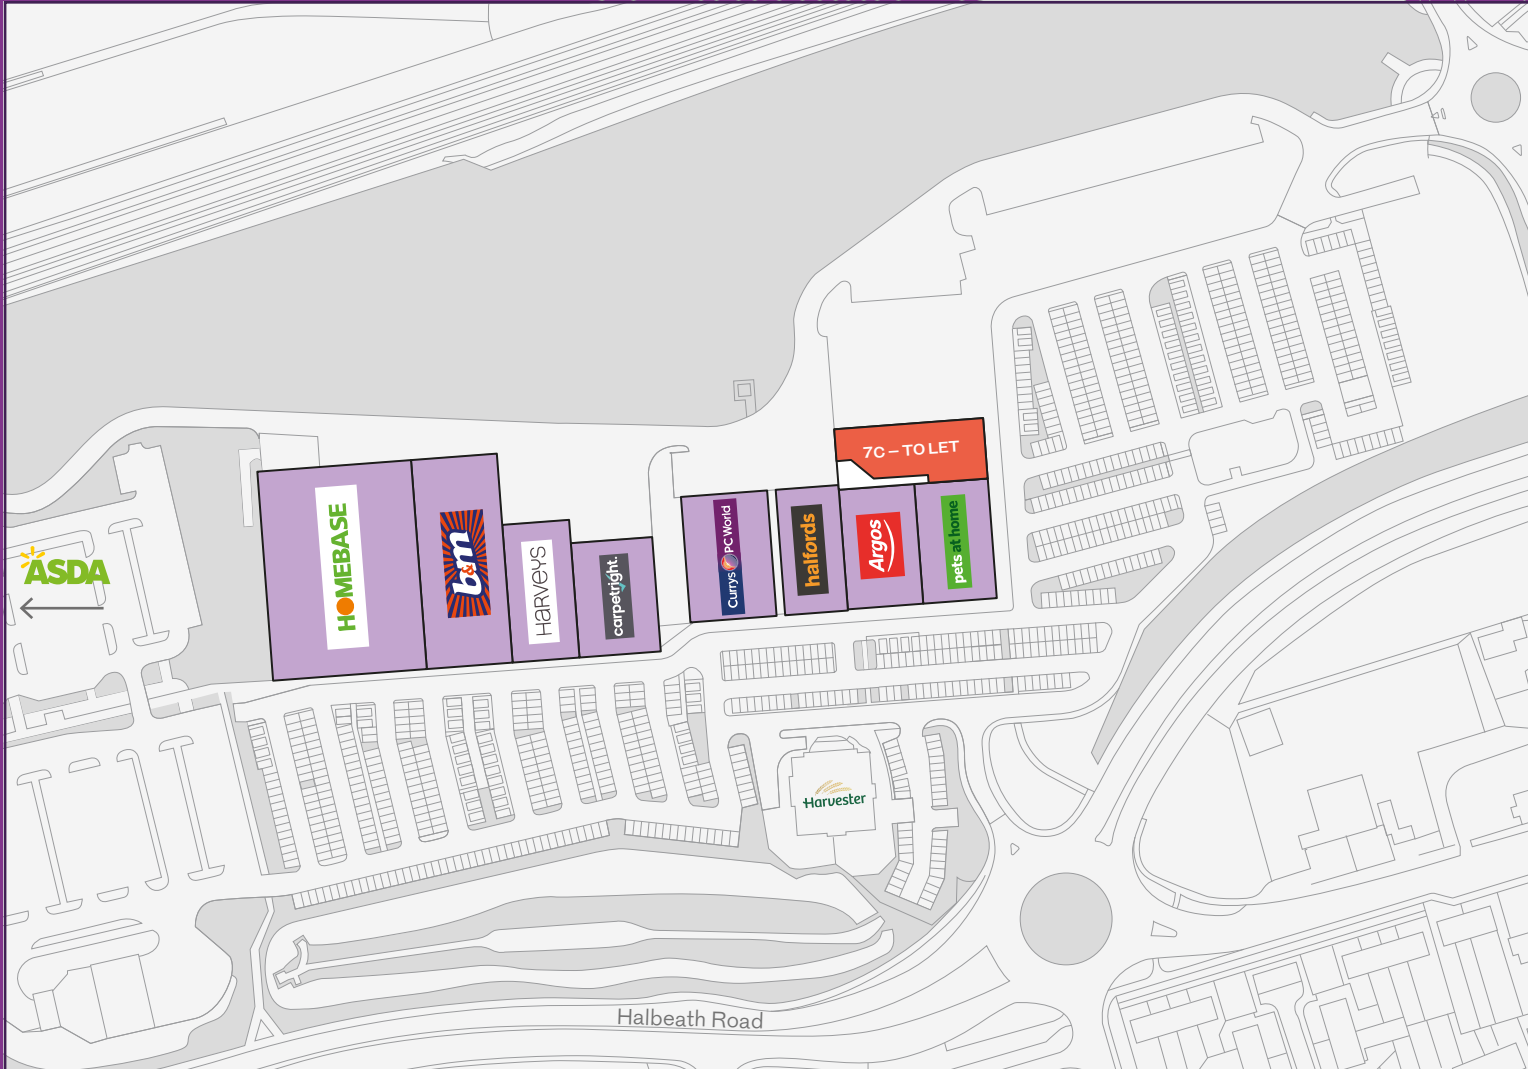 ASDA
HOMEBASE
b&m
HARVEYS
carpetright.
Currys PC World
halfords
Argos
pets at home
7C – TO LET
Harvester
Halbeath Road